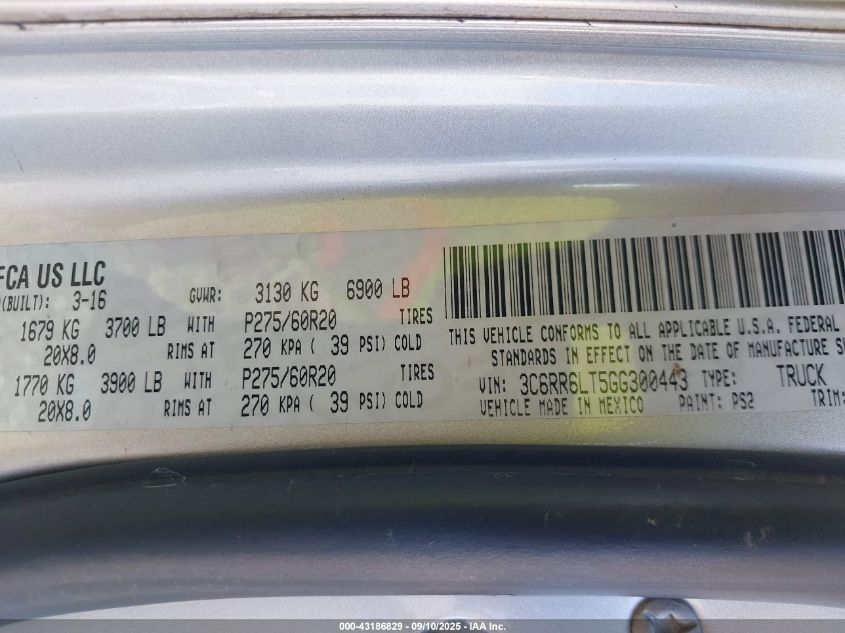 FCA US LLC
(BUILT): 3-16 GVWR: 3130 KG 6900 LB
1679 KG 3700 LB WITH P275/60R20 TIRES
20X8.0 RIMS AT 270 KPA ( 39 PSI) COLD
1770 KG 3900 LB WITH P275/60R20 TIRES
20X8.0 RIMS AT 270 KPA ( 39 PSI) COLD
THIS VEHICLE CONFORMS TO ALL APPLICABLE U.S.A. FEDERAL
STANDARDS IN EFFECT ON THE DATE OF MANUFACTURE
VIN: 3C6RR6LT5GG300443 TYPE: TRUCK
VEHICLE MADE IN MEXICO PAINT: PS2 TRIM:
000-43186829 - 09/10/2025 - IAA Inc.